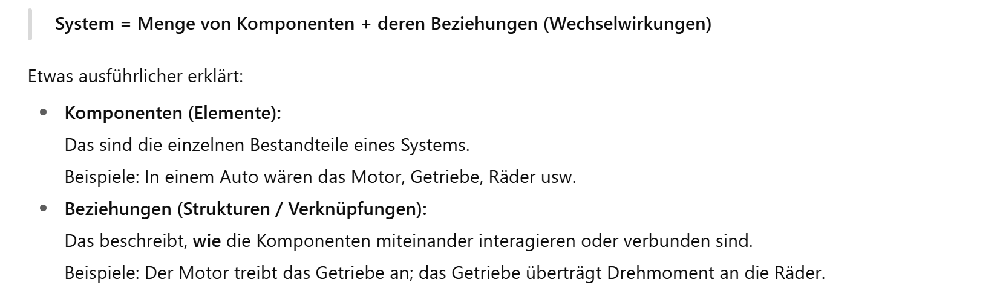 System = Menge von Komponenten + deren Beziehungen (Wechselwirkungen)
Etwas ausführlicher erklärt:
• Komponenten (Elemente):
Das sind die einzelnen Bestandteile eines Systems.
Beispiele: In einem Auto wären das Motor, Getriebe, Räder usw.
• Beziehungen (Strukturen / Verknüpfungen):
Das beschreibt, wie die Komponenten miteinander interagieren oder verbunden sind.
Beispiele: Der Motor treibt das Getriebe an; das Getriebe überträgt Drehmoment an die Räder.